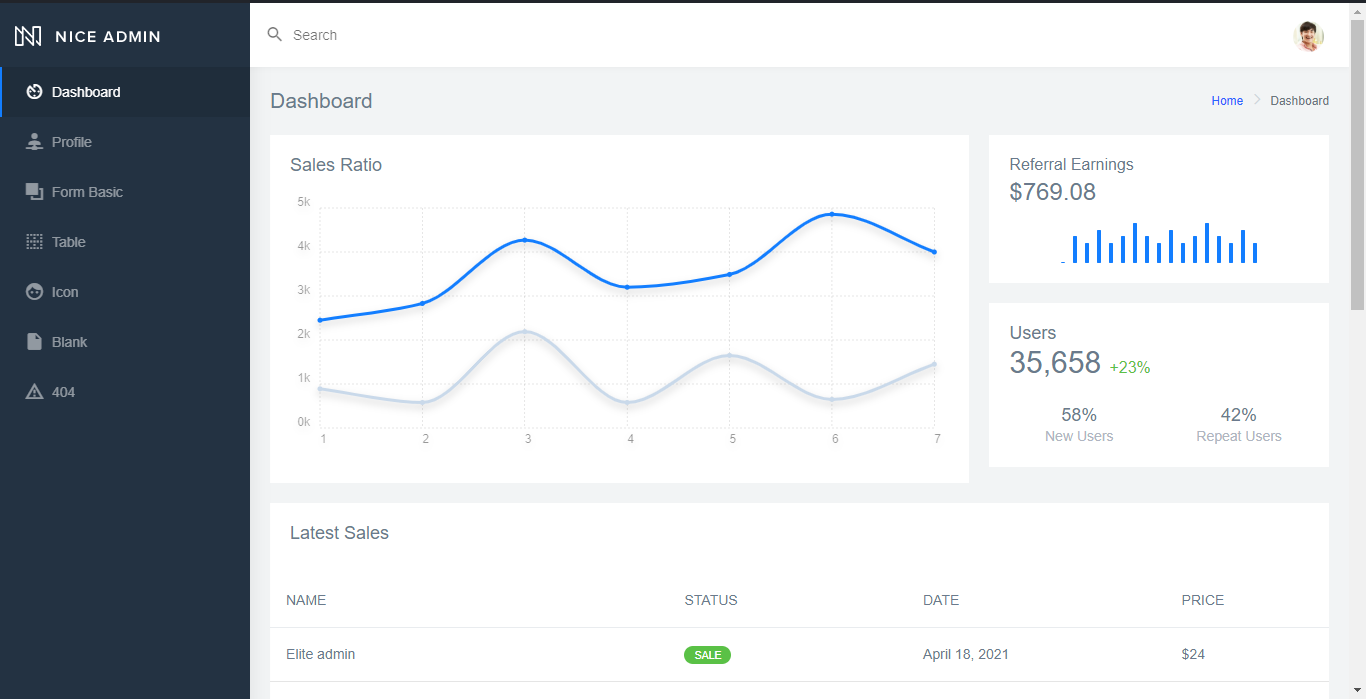 NICE ADMIN
Search
Dashboard
Profile
Form Basic
Table
Icon
Blank
404
Dashboard
Home Dashboard
Sales Ratio
5k
4k
3k
2k
1k
0k
1 2 3 4 5 6 7
Referral Earnings
$769.08
Users
35,658 +23%
58% 42%
New Users Repeat Users
Latest Sales
NAME STATUS DATE PRICE
Elite admin SALE April 18, 2021 $24